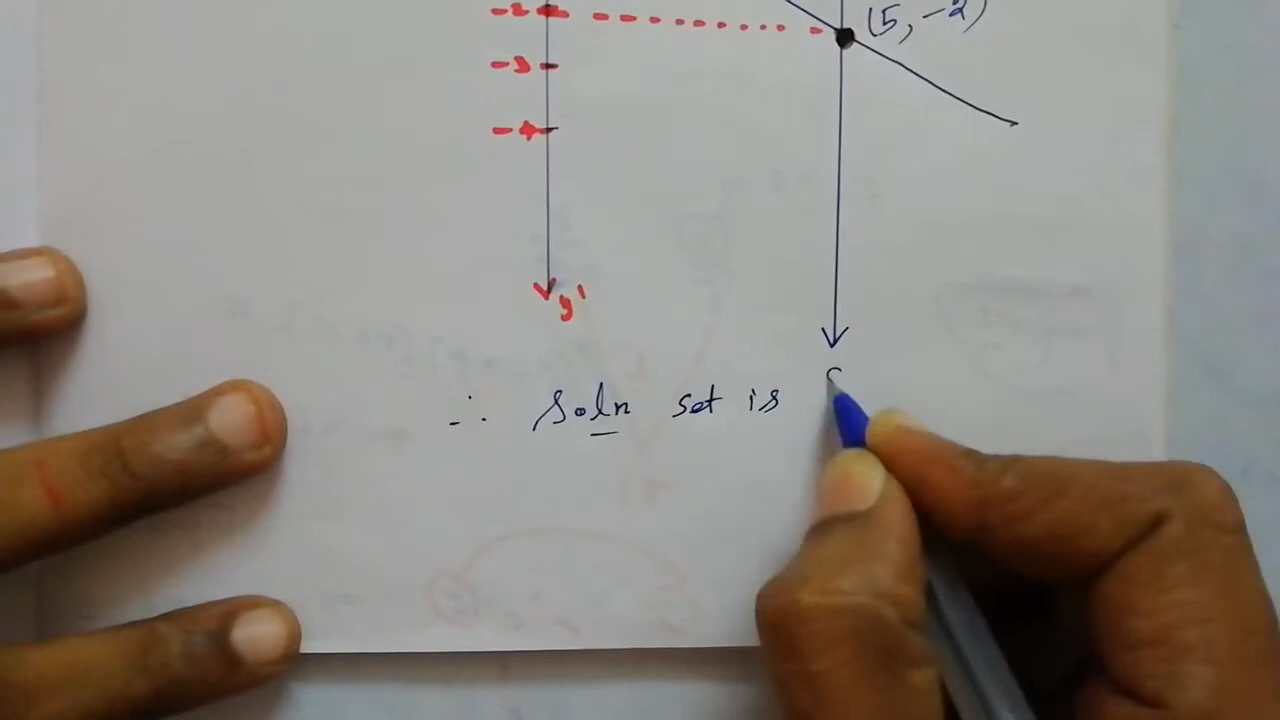 -2
(5, -2)
-3
-4
y'
∴ soln set is